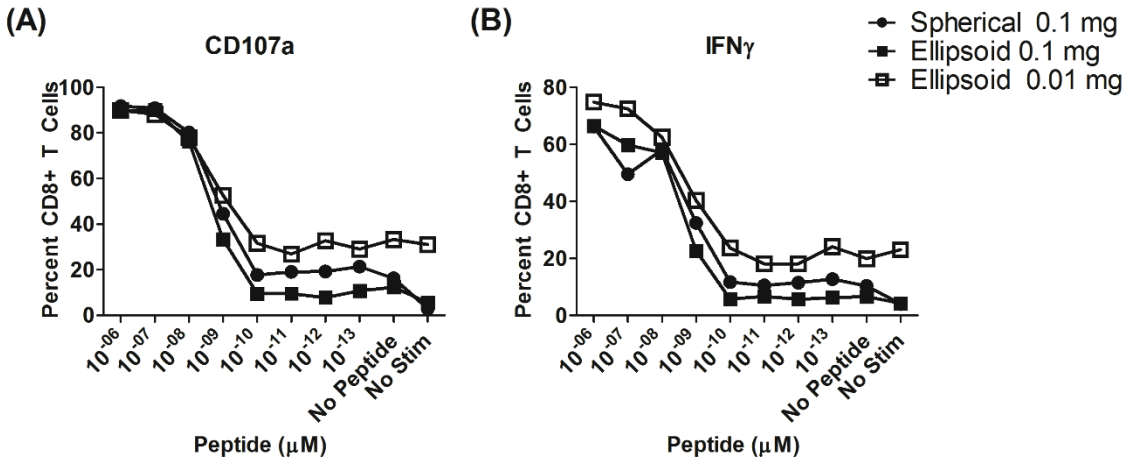 (A)
CD107a
Percent CD8+ T Cells
100
80
60
40
20
0
10-06
10-07
10-08
10-09
10-10
10-11
10-12
10-13
No Peptide
No Stim
Peptide (μM)
(B)
IFNγ
Percent CD8+ T Cells
80
60
40
20
0
10-06
10-07
10-08
10-09
10-10
10-11
10-12
10-13
No Peptide
No Stim
Peptide (μM)
Spherical 0.1 mg
Ellipsoid 0.1 mg
Ellipsoid 0.01 mg